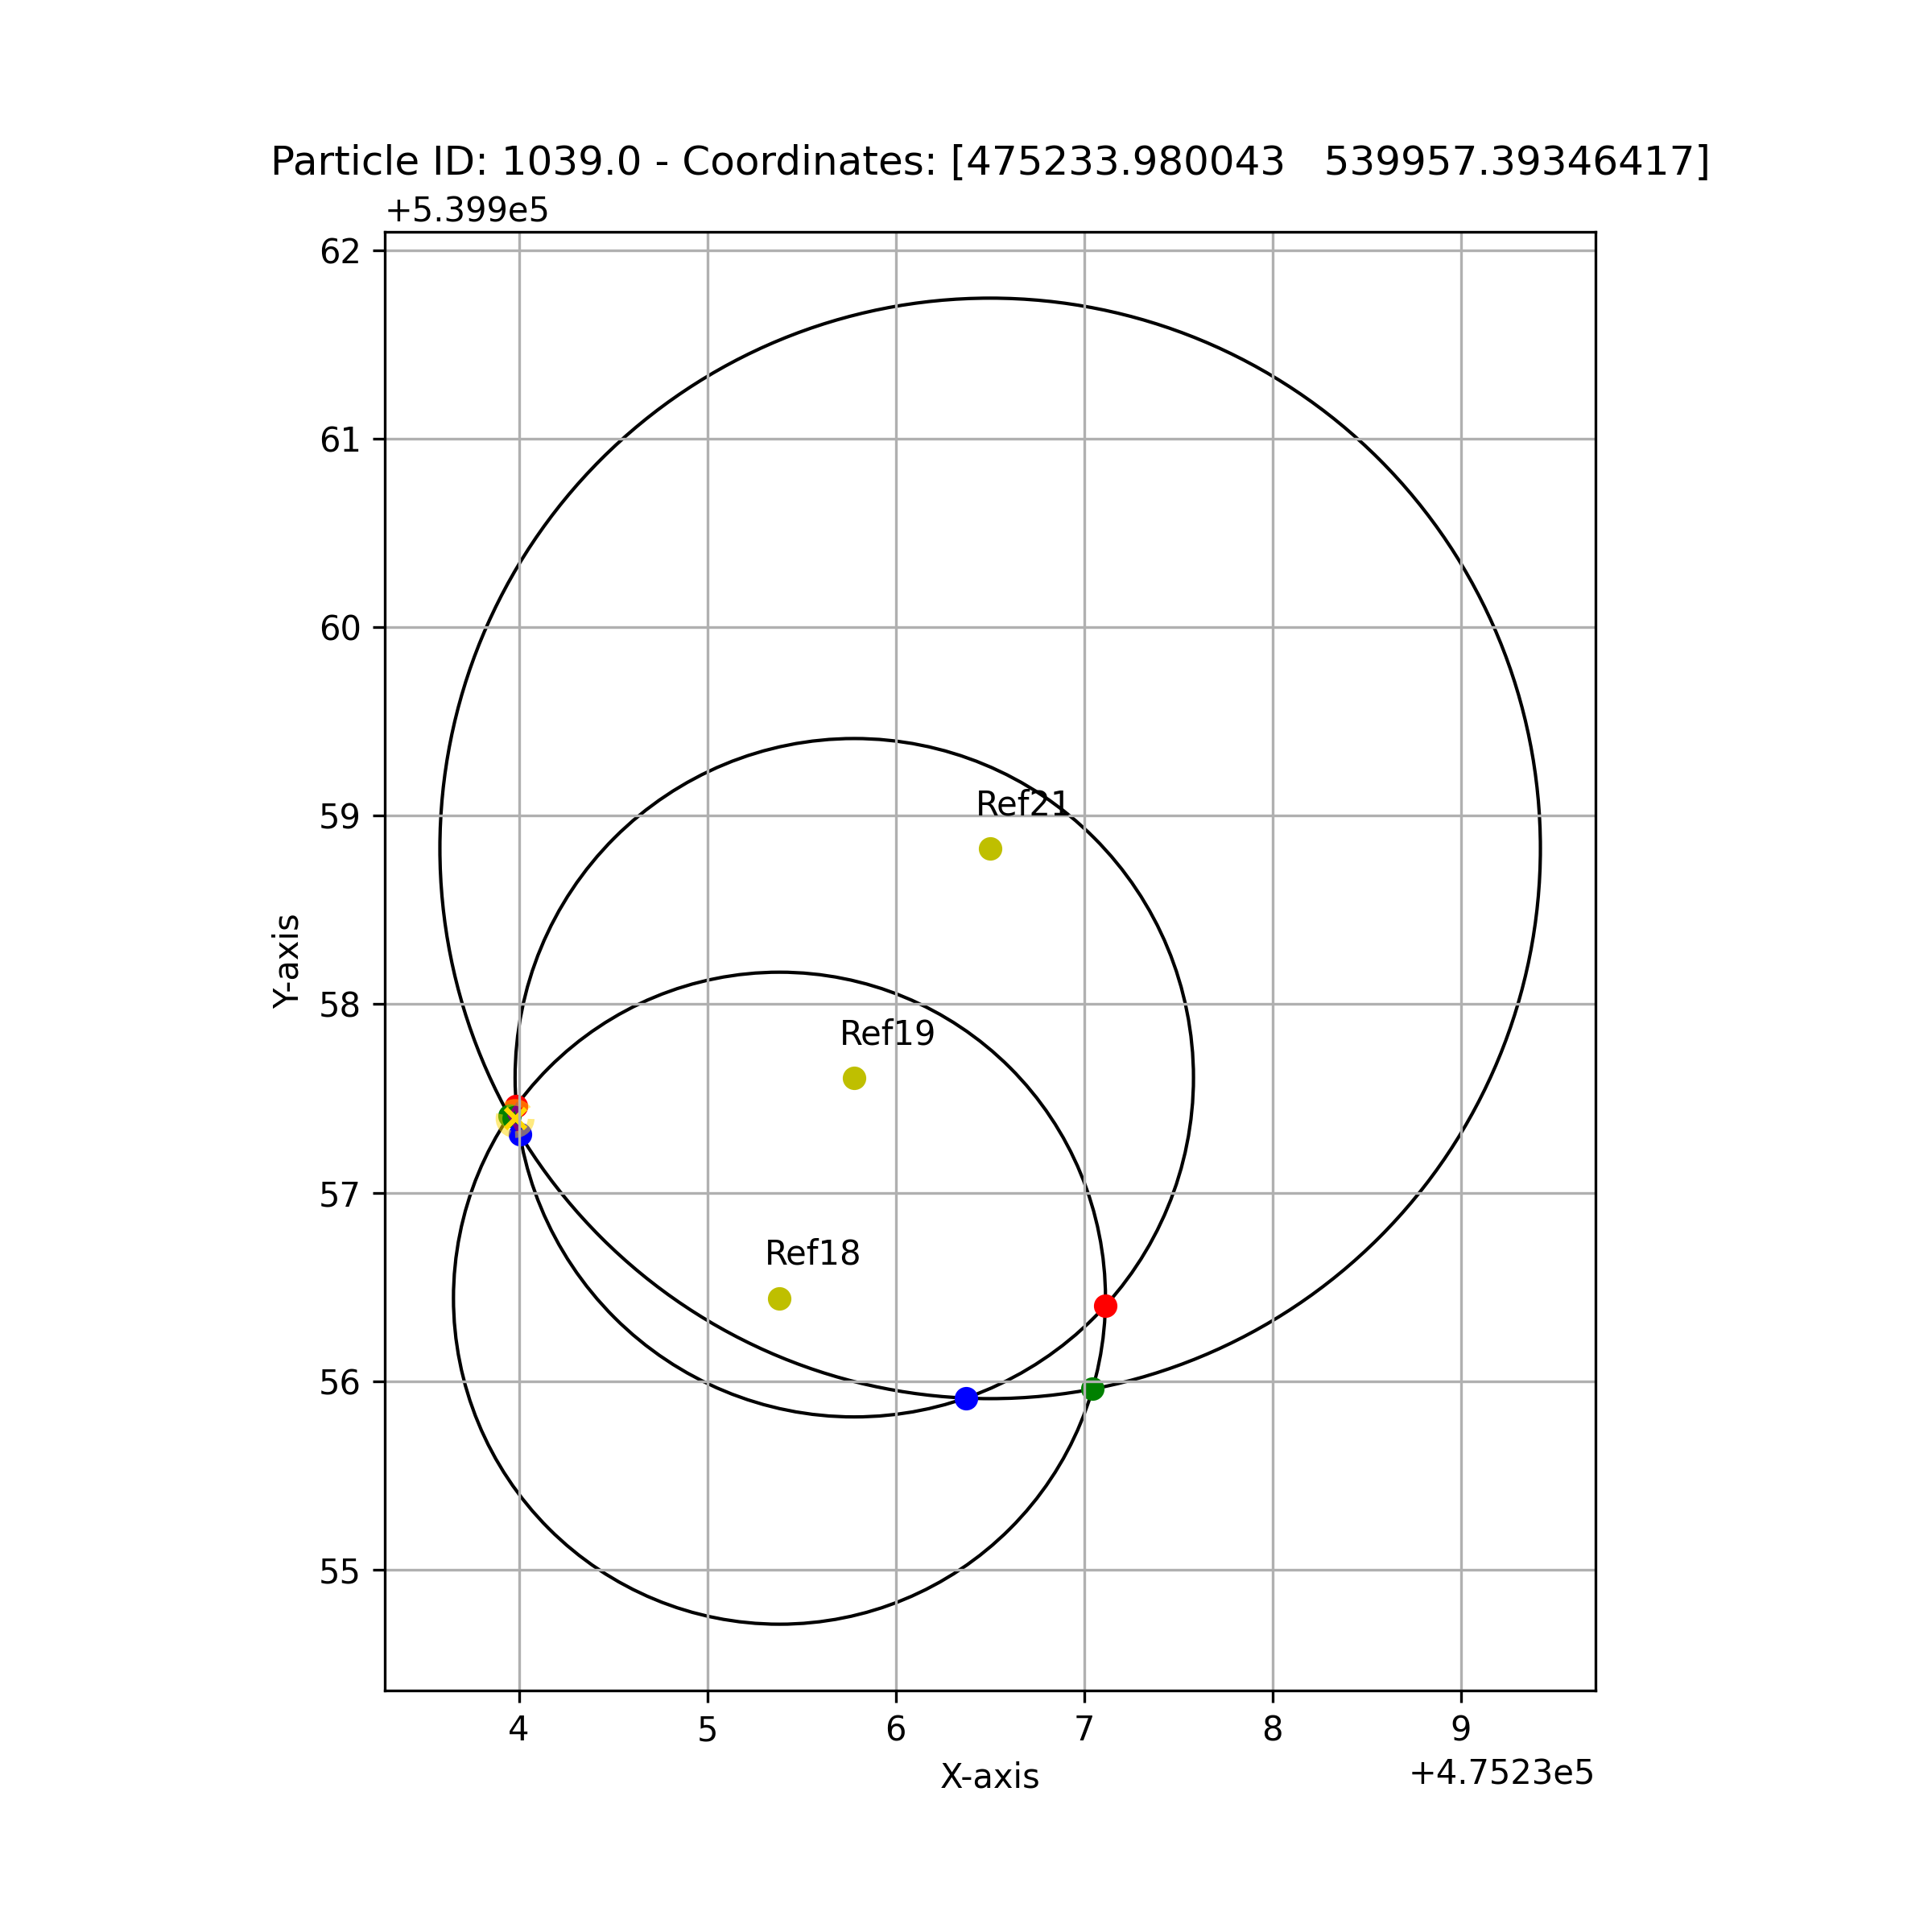 Particle ID: 1039.0 - Coordinates: [475233.980043   539957.39346417]
+5.399e5
62
61
60
59
58
57
56
55
Y-axis
Ref21
Ref19
Ref18
4 5 6 7 8 9
X-axis
+4.7523e5